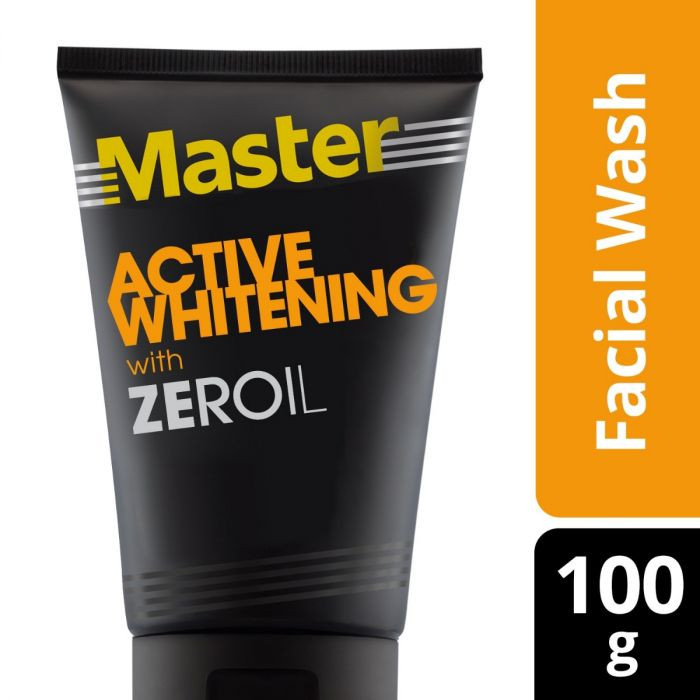 Master
ACTIVE
WHITENING
with
ZEROIL
Facial Wash
100
g